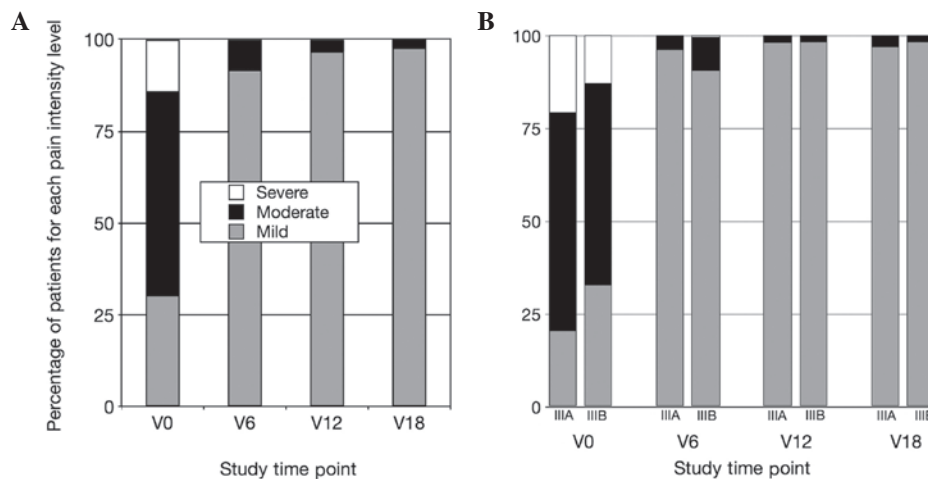 A
Percentage of patients for each pain intensity level
100
75
50
25
0
Severe
Moderate
Mild
V0 V6 V12 V18
Study time point
B
100
75
50
25
0
IIIA IIIB IIIA IIIB IIIA IIIB IIIA IIIB
V0 V6 V12 V18
Study time point